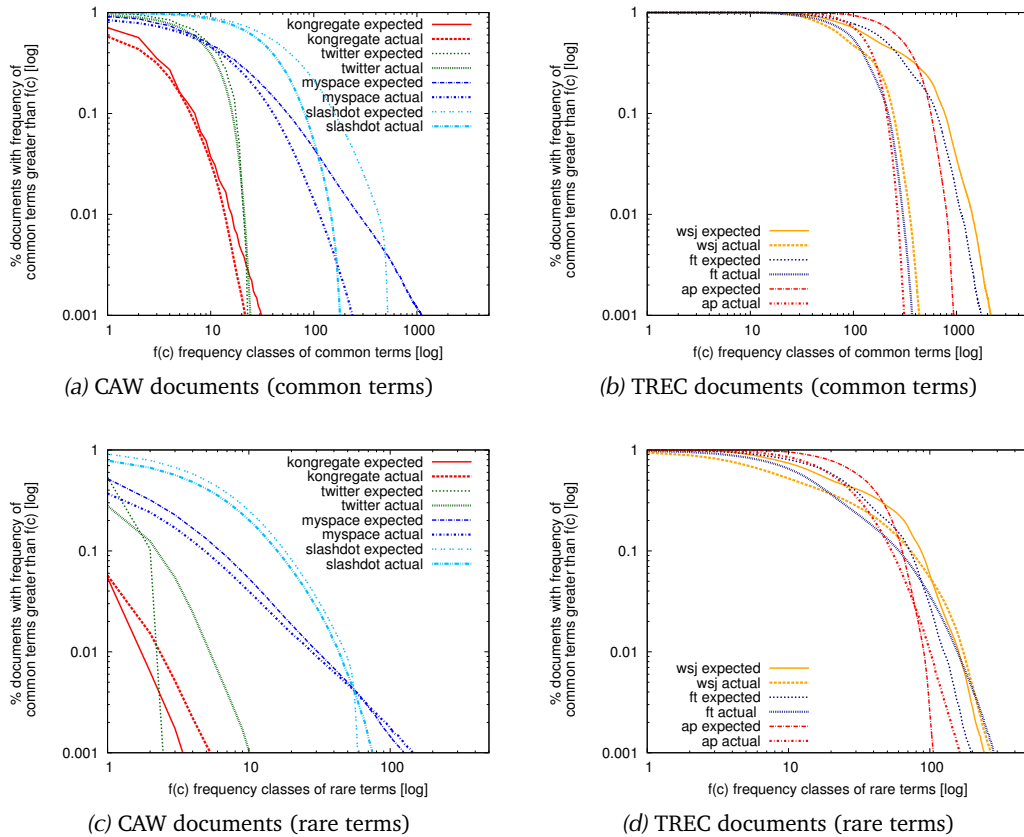 % documents with frequency of
common terms greater than f(c) [log]
1
0.1
0.01
0.001
1
10
100
1000
f(c) frequency classes of common terms [log]
kongregate expected
kongregate actual
twitter expected
twitter actual
myspace expected
myspace actual
slashdot expected
slashdot actual
(a) CAW documents (common terms)
% documents with frequency of
common terms greater than f(c) [log]
1
0.1
0.01
0.001
1
10
100
1000
f(c) frequency classes of common terms [log]
wsj expected
wsj actual
ft expected
ft actual
ap expected
ap actual
(b) TREC documents (common terms)
% documents with frequency of
common terms greater than f(c) [log]
1
0.1
0.01
0.001
1
10
100
f(c) frequency classes of rare terms [log]
kongregate expected
kongregate actual
twitter expected
twitter actual
myspace expected
myspace actual
slashdot expected
slashdot actual
(c) CAW documents (rare terms)
% documents with frequency of
common terms greater than f(c) [log]
1
0.1
0.01
0.001
1
10
100
f(c) frequency classes of rare terms [log]
wsj expected
wsj actual
ft expected
ft actual
ap expected
ap actual
(d) TREC documents (rare terms)